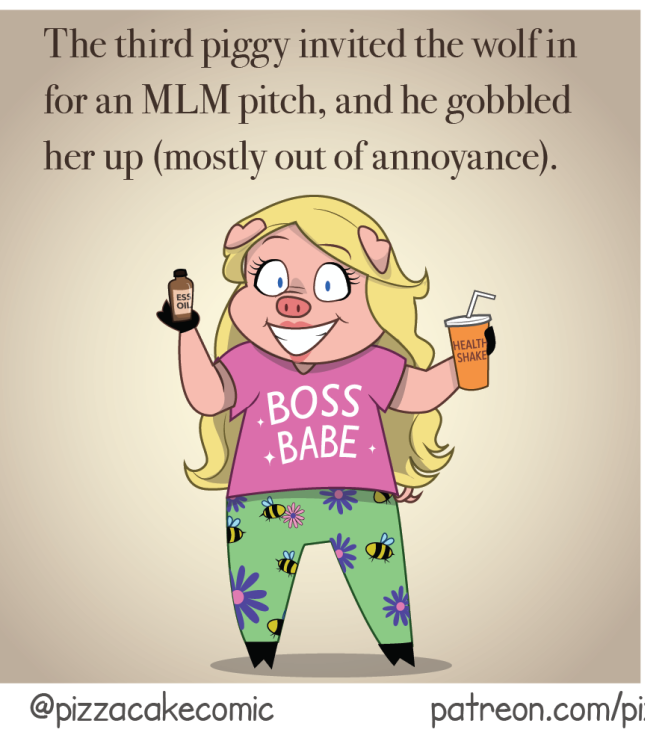 The third piggy invited the wolf in
for an MLM pitch, and he gobbled
her up (mostly out of annoyance).
ESS
OIL
HEALTH
SHAKE
BOSS
BABE
@pizzacakecomic
patreon.com/pi